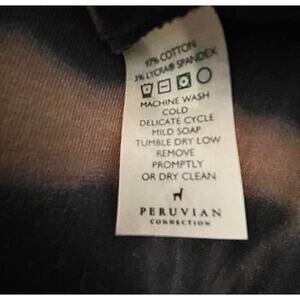 97% COTTON
3% LYCRA® SPANDEX
MACHINE WASH
COLD
DELICATE CYCLE
MILD SOAP
TUMBLE DRY LOW
REMOVE
PROMPTLY
OR DRY CLEAN
PERUVIAN
CONNECTION